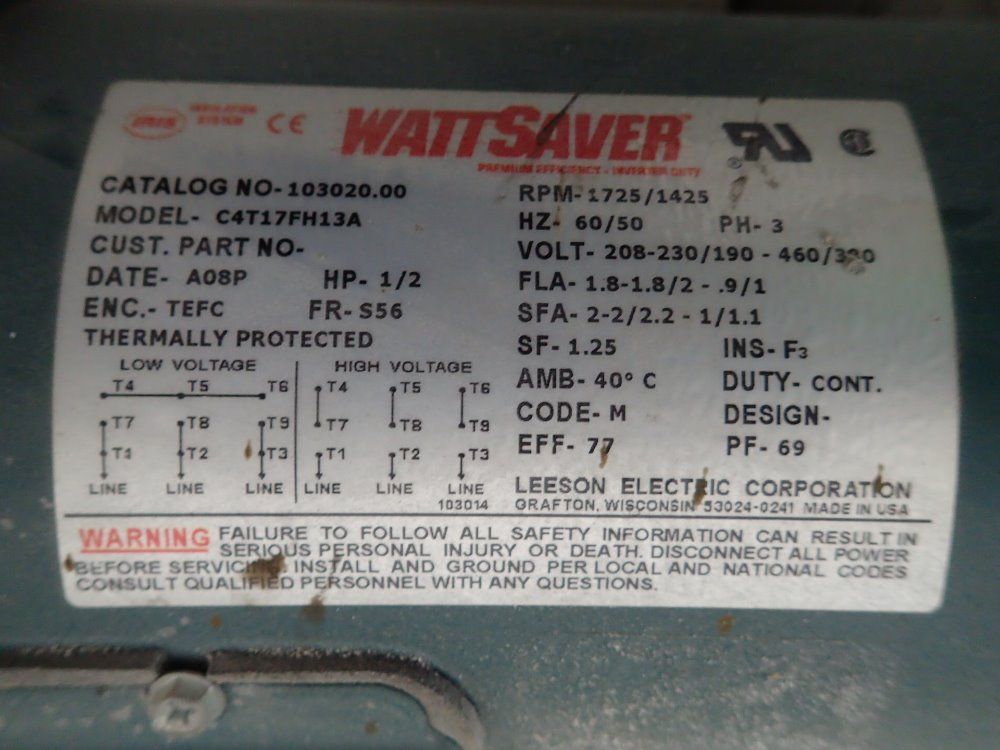 IRIS
INSULATION
SYSTEM
CE
WATTSAVER
PREMIUM EFFICIENCY - INVERTER DUTY
CATALOG NO- 103020.00
MODEL- C4T17FH13A
CUST. PART NO-
DATE- A08P HP- 1/2
ENC.- TEFC FR- S56
THERMALLY PROTECTED
RPM- 1725/1425
HZ- 60/50 PH- 3
VOLT- 208-230/190 - 460/380
FLA- 1.8-1.8/2 - .9/1
SFA- 2-2/2.2 - 1/1.1
SF- 1.25 INS- F3
AMB- 40° C DUTY- CONT.
CODE- M DESIGN-
EFF- 77 PF- 69
LOW VOLTAGE HIGH VOLTAGE
T4 T5 T6 T4 T5 T6
T7 T8 T9 T7 T8 T9
T1 T2 T3 T1 T2 T3
LINE LINE LINE LINE LINE LINE
103014
LEESON ELECTRIC CORPORATION
GRAFTON, WISCONSIN 53024-0241 MADE IN USA
WARNING FAILURE TO FOLLOW ALL SAFETY INFORMATION CAN RESULT IN
SERIOUS PERSONAL INJURY OR DEATH. DISCONNECT ALL POWER
BEFORE SERVICING. INSTALL AND GROUND PER LOCAL AND NATIONAL CODES
CONSULT QUALIFIED PERSONNEL WITH ANY QUESTIONS.